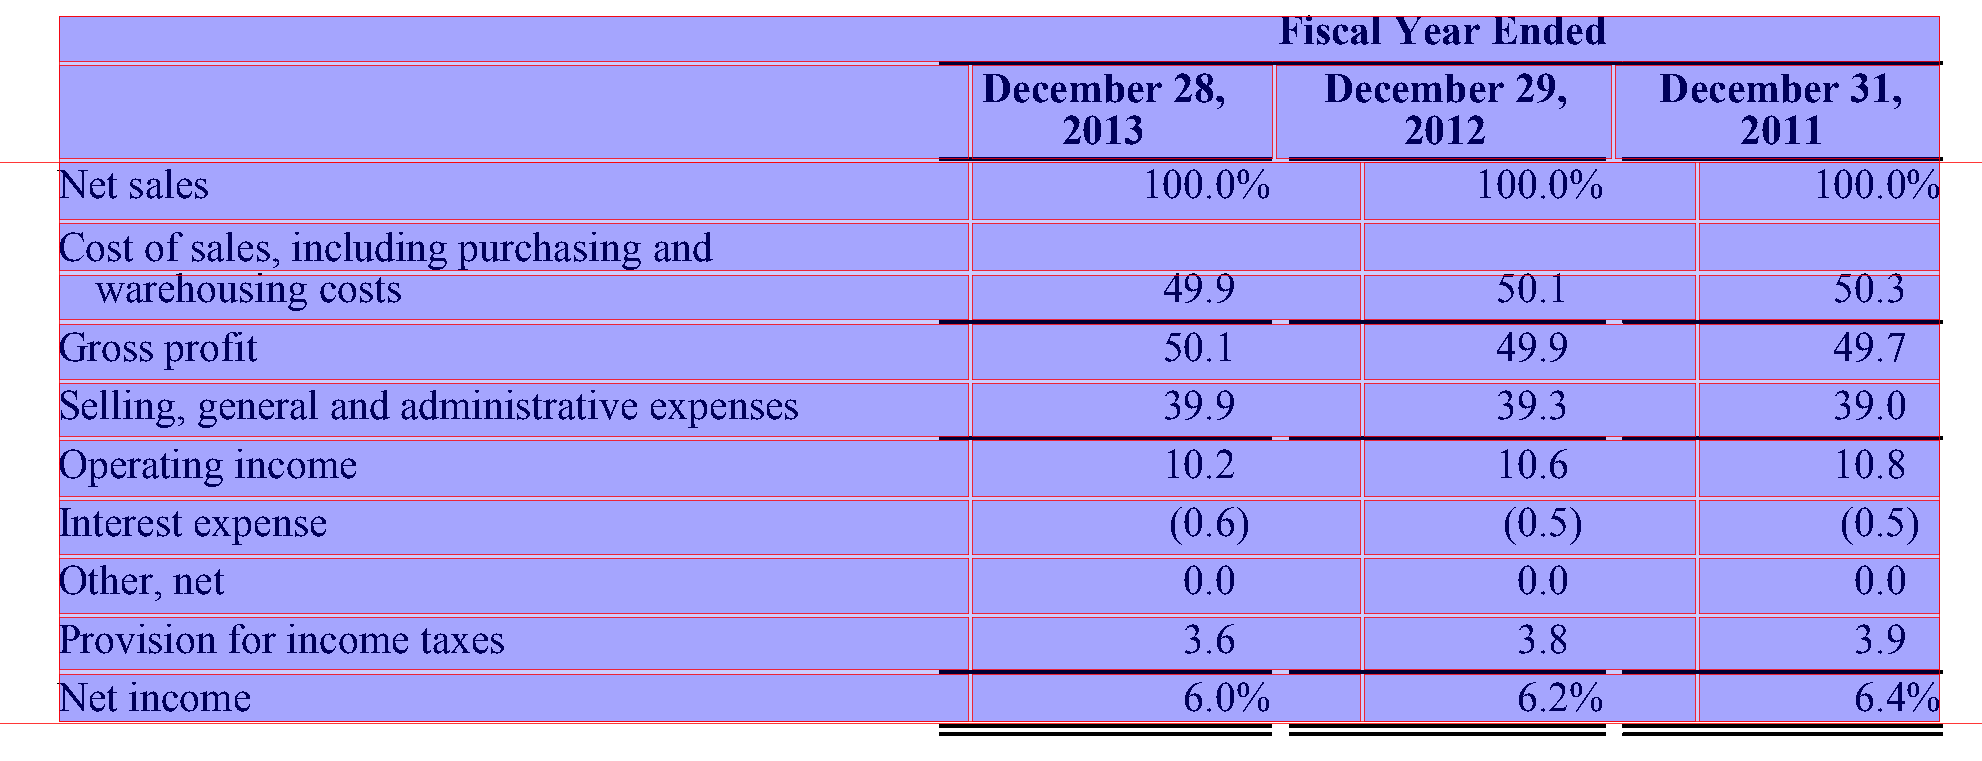 Fiscal Year Ended
December 28, 2013 December 29, 2012 December 31, 2011
Net sales 100.0% 100.0% 100.0%
Cost of sales, including purchasing and
warehousing costs 49.9 50.1 50.3
Gross profit 50.1 49.9 49.7
Selling, general and administrative expenses 39.9 39.3 39.0
Operating income 10.2 10.6 10.8
Interest expense (0.6) (0.5) (0.5)
Other, net 0.0 0.0 0.0
Provision for income taxes 3.6 3.8 3.9
Net income 6.0% 6.2% 6.4%